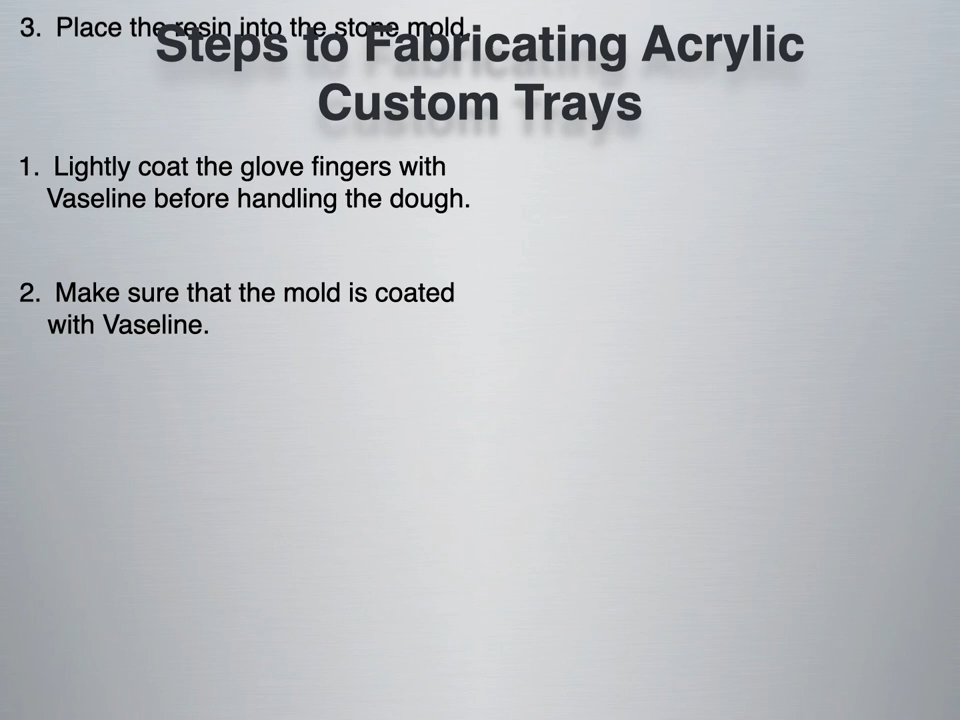 3. Place the resin into the stone mold.
Steps to Fabricating Acrylic
Custom Trays
1. Lightly coat the glove fingers with
Vaseline before handling the dough.
2. Make sure that the mold is coated
with Vaseline.